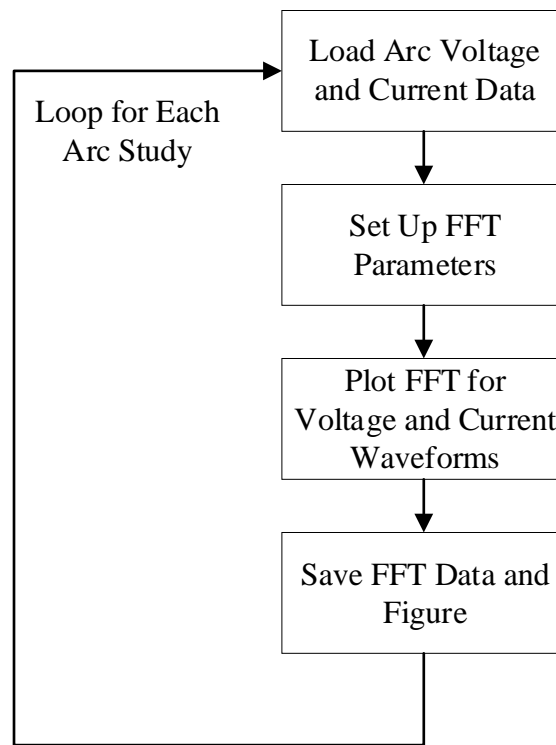 Load Arc Voltage
and Current Data
Loop for Each
Arc Study
Set Up FFT
Parameters
Plot FFT for
Voltage and Current
Waveforms
Save FFT Data and
Figure